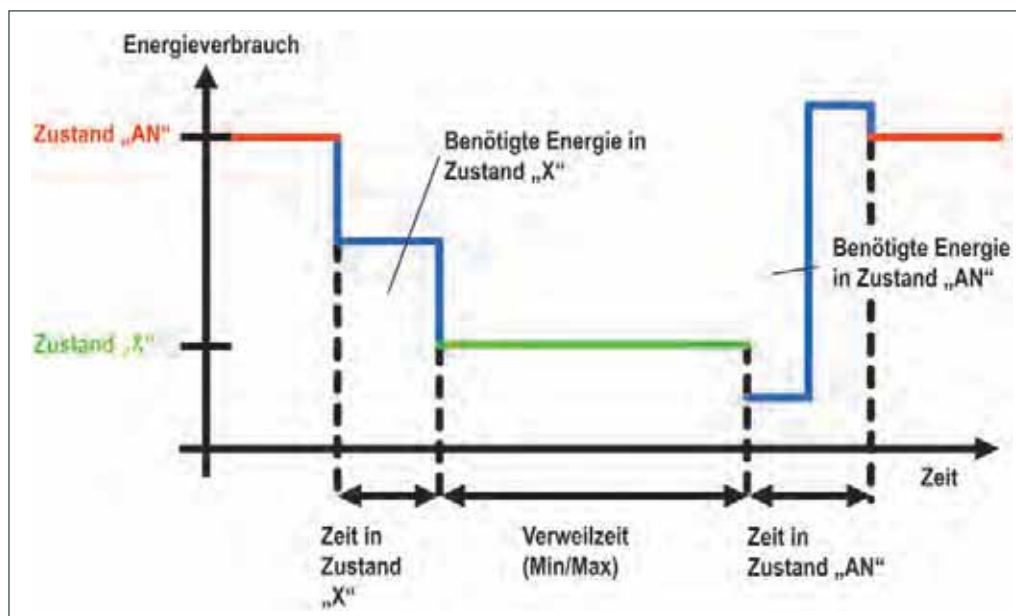 Energieverbrauch
Zustand „AN“
Benötigte Energie in
Zustand „X“
Benötigte Energie
in Zustand „AN“
Zustand „X“
Zeit
Zeit in
Zustand
„X“
Verweilzeit
(Min/Max)
Zeit in
Zustand „AN“